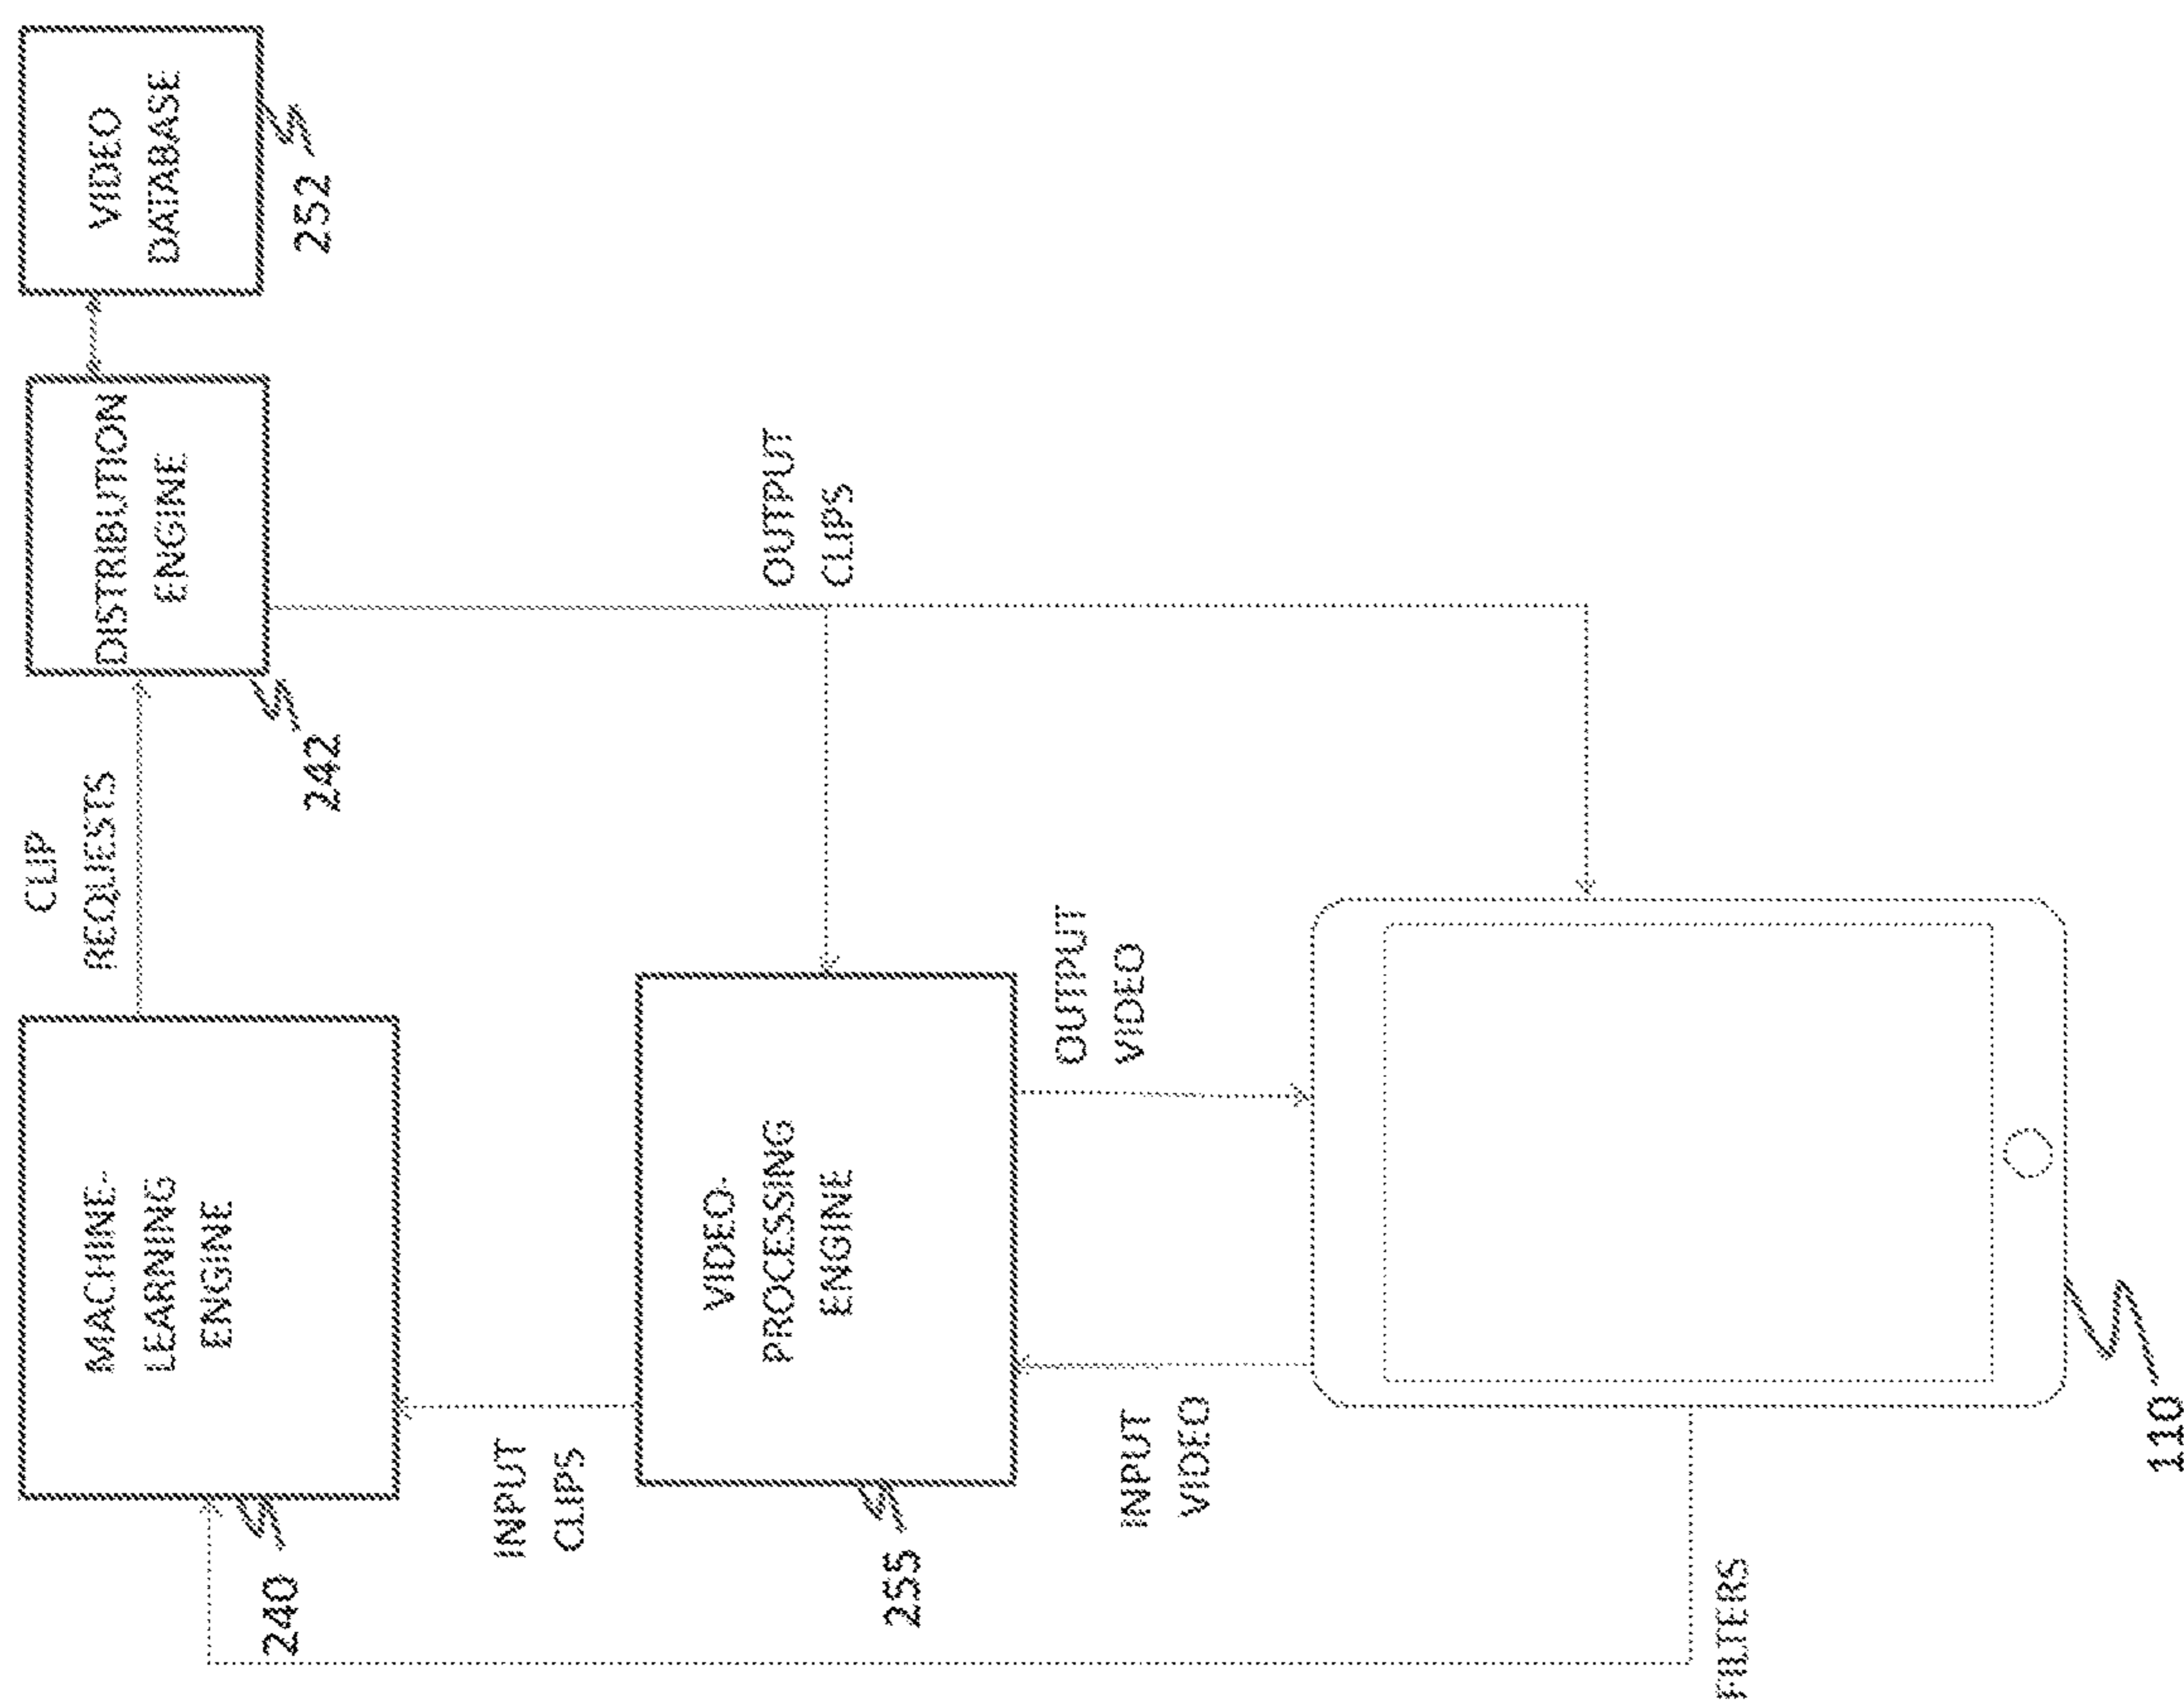 MACHINE-
LEARNING
ENGINE
240
CLIP
REQUESTS
DISTRIBUTION
ENGINE
242
VIDEO
DATABASE
252
INPUT
CLIPS
VIDEO-
PROCESSING
ENGINE
255
OUTPUT
CLIPS
INPUT
VIDEO
OUTPUT
VIDEO
FILTERS
110